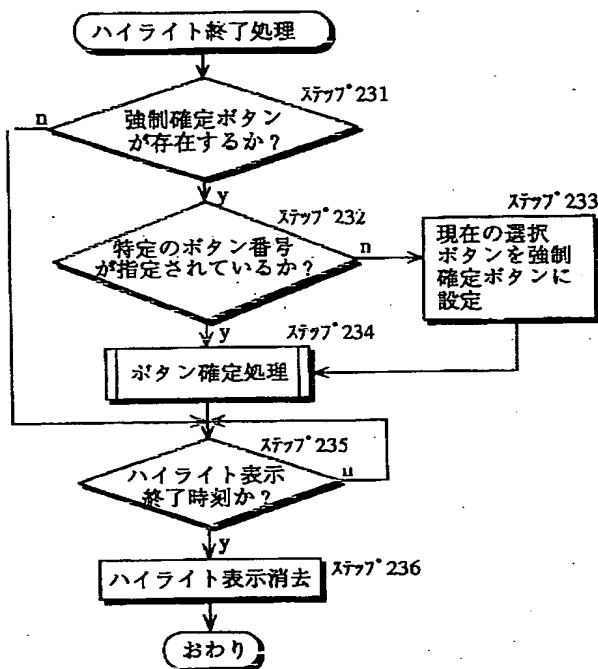 ハイライト終了処理
ステップ231
n
強制確定ボタン
が存在するか？
y
ステップ232
ステップ233
特定のボタン番号
が指定されているか？
n
現在の選択
ボタンを強制
確定ボタンに
設定
y
ステップ234
ボタン確定処理
ステップ235
ハイライト表示
終了時刻か？
n
y
ハイライト表示消去
ステップ236
おわり